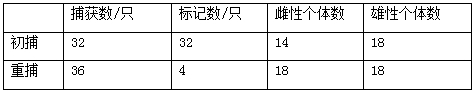 捕获数/只 标记数/只 雌性个体数 雄性个体数
初捕 32 32 14 18
重捕 36 4 18 18